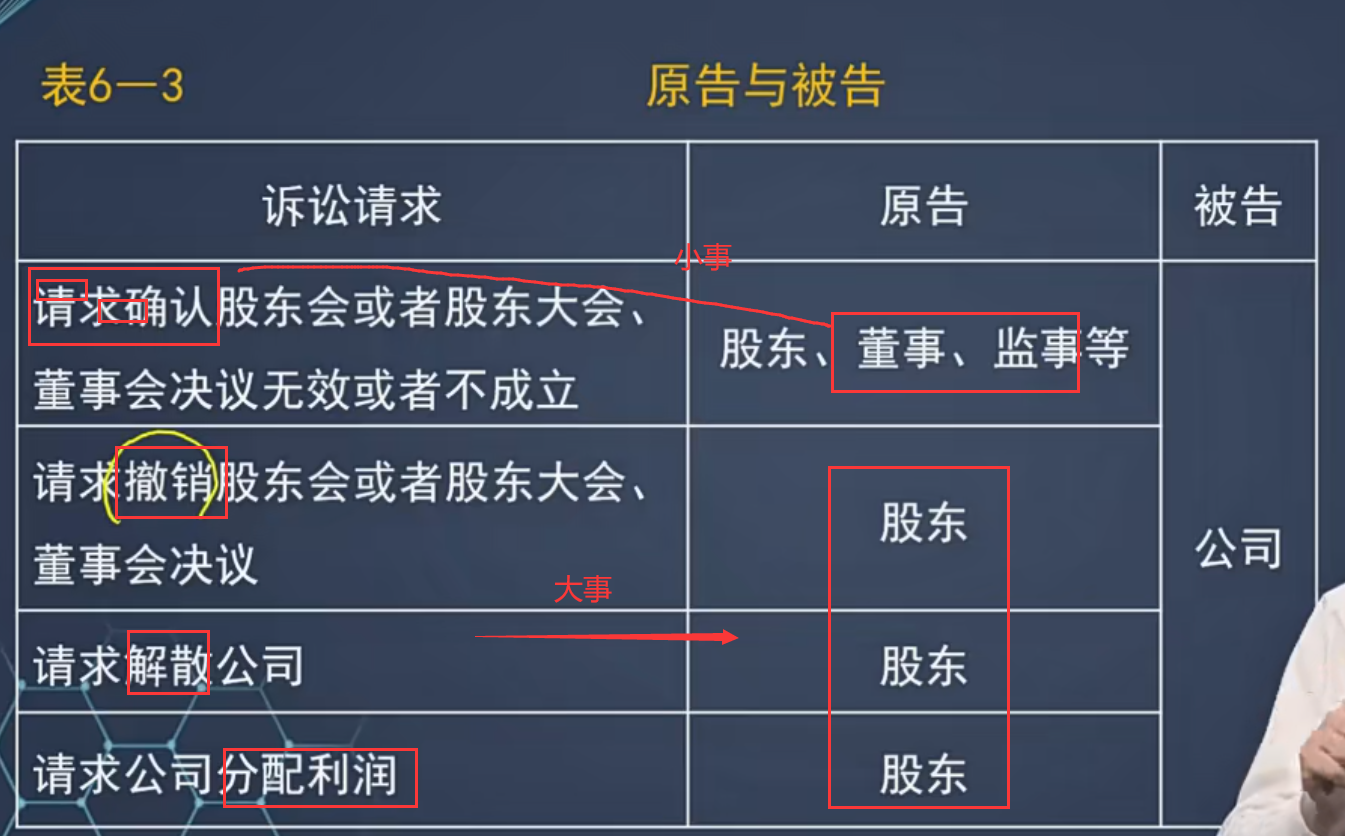 表6—3
原告与被告
诉讼请求
原告
被告
小事
请求确认股东会或者股东大会、
董事会决议无效或者不成立
股东、董事、监事等
请求撤销股东会或者股东大会、
董事会决议
股东
公司
大事
请求解散公司
股东
请求公司分配利润
股东